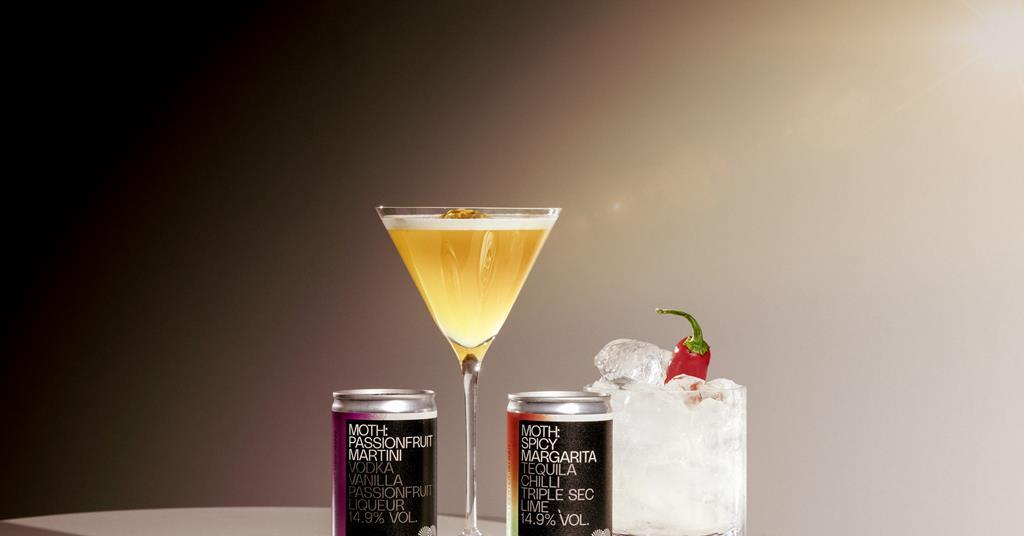 MOTH:
PASSIONFRUIT
MARTINI
VODKA
VANILLA
PASSIONFRUIT
LIQUEUR
14.9% VOL.
MOTH:
SPICY
MARGARITA
TEQUILA
CHILLI
TRIPLE SEC
LIME
14.9% VOL.